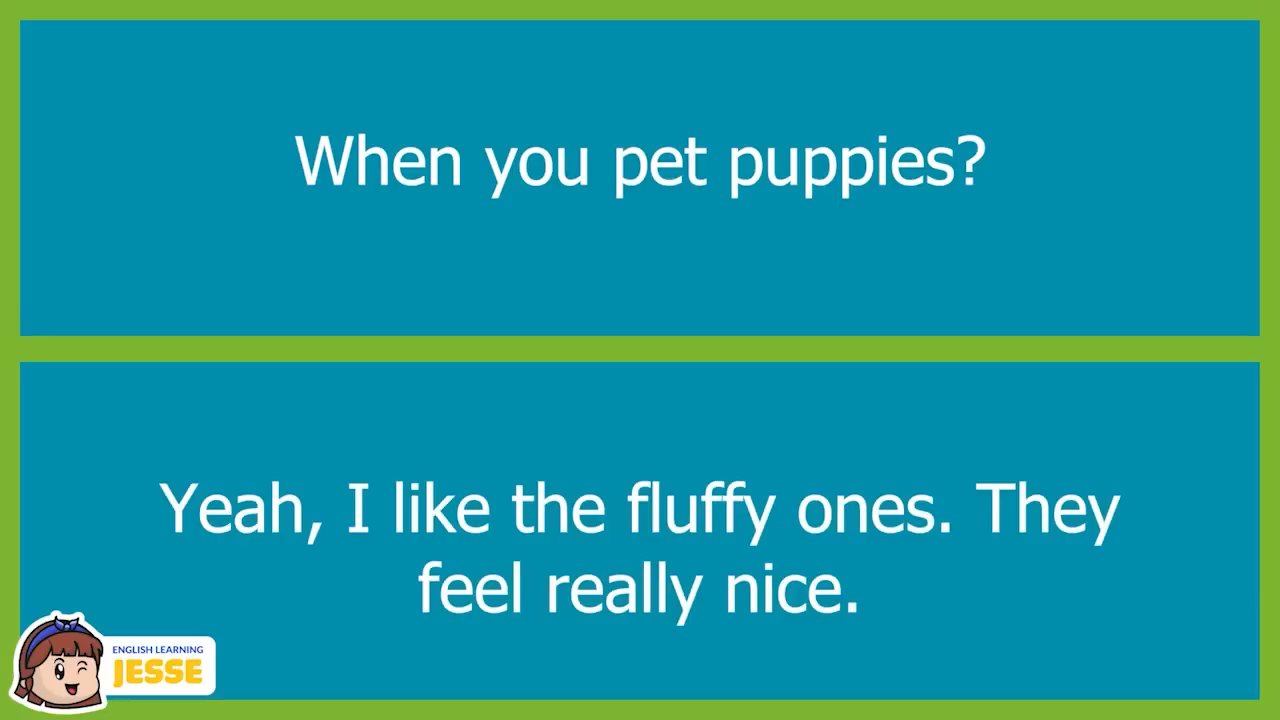 When you pet puppies?
Yeah, I like the fluffy ones. They
feel really nice.
ENGLISH LEARNING
JESSE